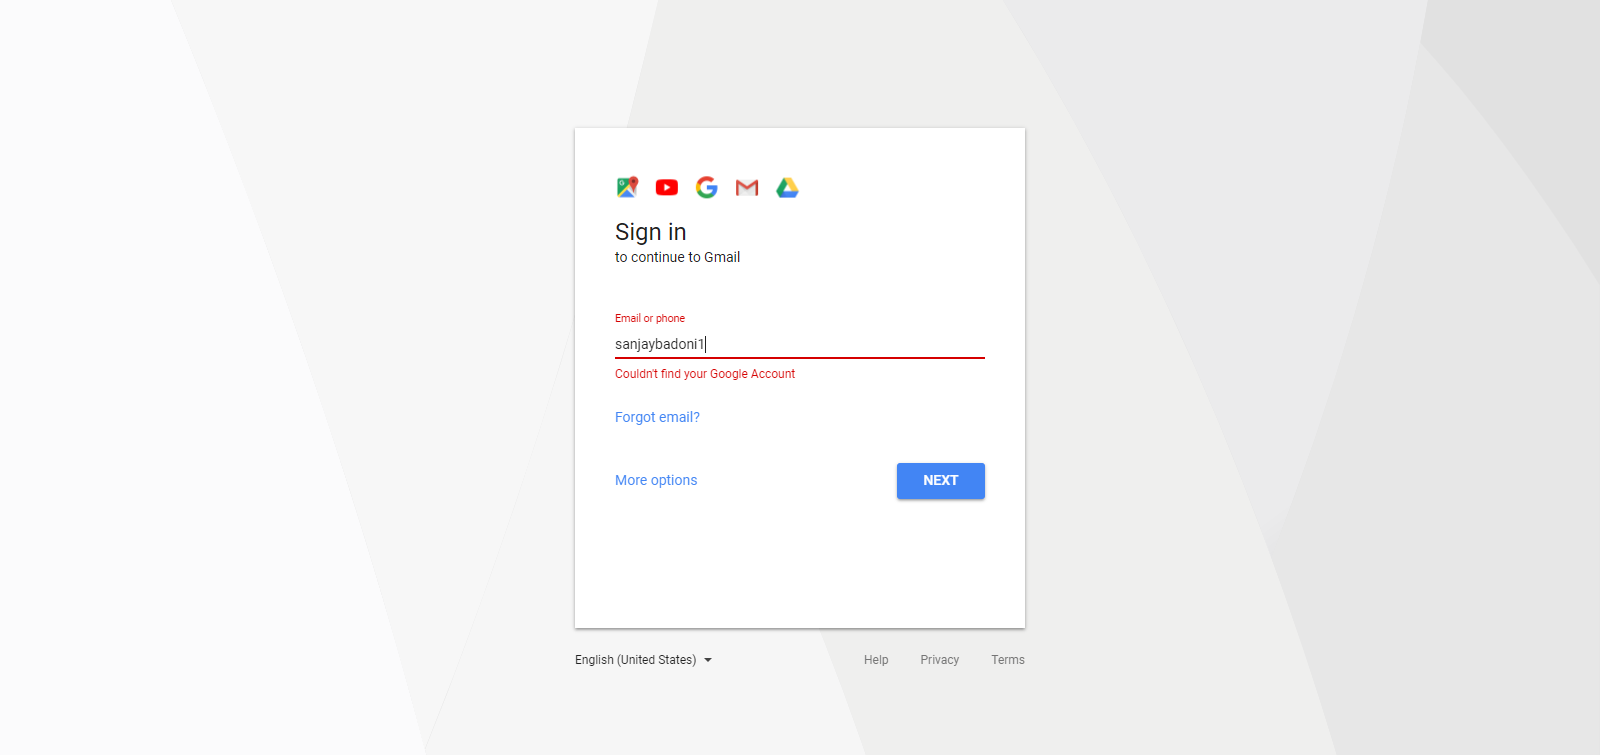 Sign in
to continue to Gmail
Email or phone
sanjaybadoni1
Couldn't find your Google Account
Forgot email?
More options
NEXT
English (United States)
Help
Privacy
Terms